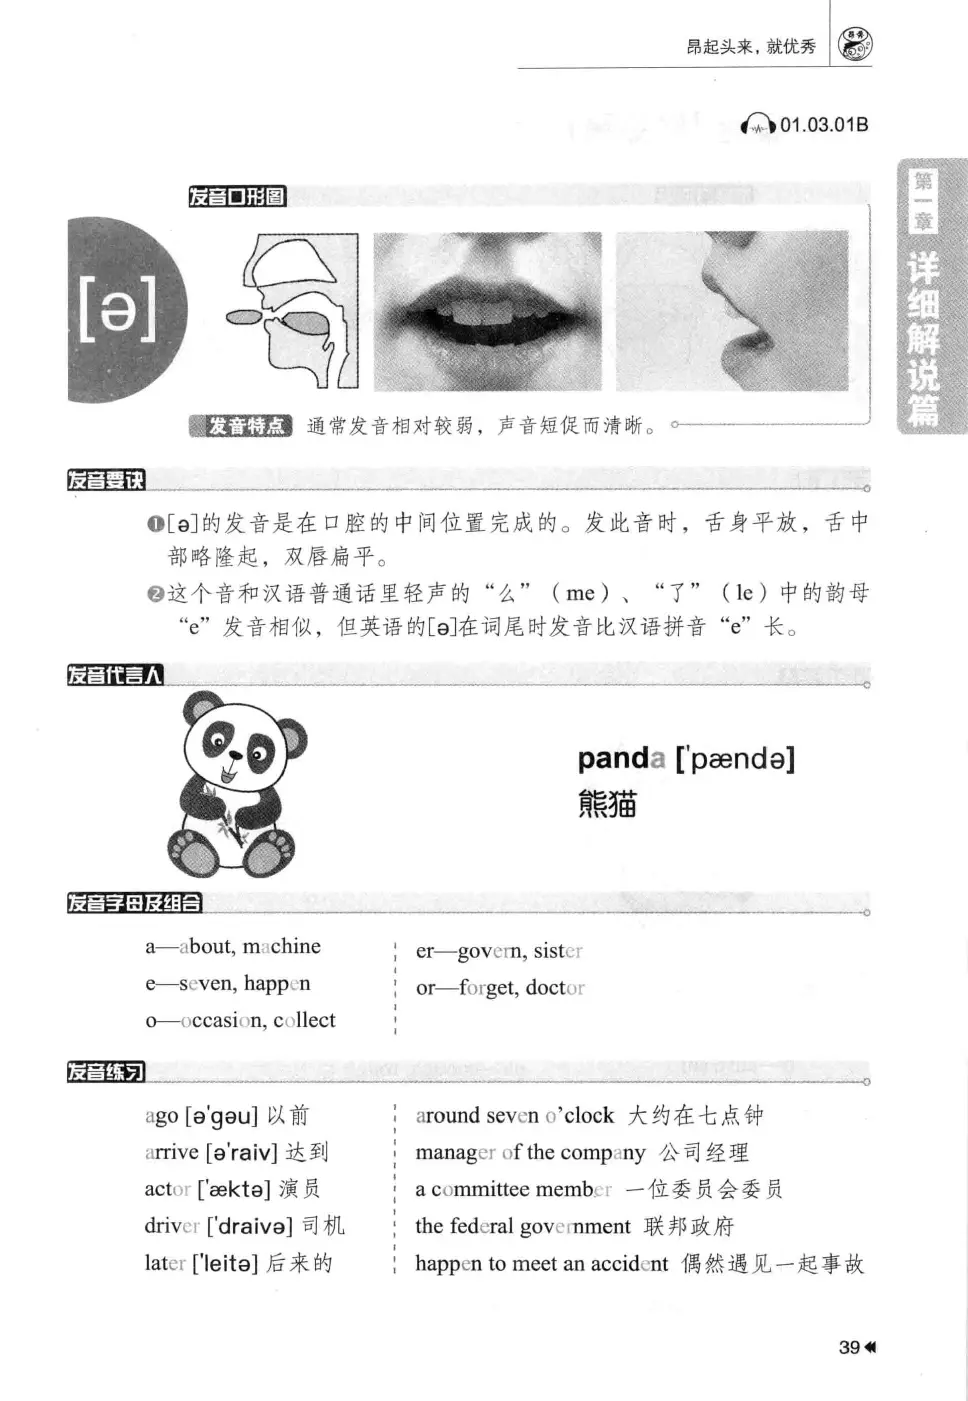 昂起头来，就优秀
01.03.01B
第一章 详细解说篇
发音口形图
[ə]
发音特点 通常发音相对较弱，声音短促而清晰。
发音要诀
❶[ə]的发音是在口腔的中间位置完成的。发此音时，舌身平放，舌中
部略隆起，双唇扁平。
❷这个音和汉语普通话里轻声的“么”（me）、“了”（le）中的韵母
“e”发音相似，但英语的[ə]在词尾时发音比汉语拼音“e”长。
发音代言人
panda ['pændə]
熊猫
发音字母及组合
a—about, machine
e—seven, happen
o—occasion, collect
er—govern, sister
or—forget, doctor
发音练习
ago [ə'gəu] 以前
arrive [ə'raiv] 达到
actor ['æktə] 演员
driver ['draivə] 司机
later ['leitə] 后来的
around seven o’clock 大约在七点钟
manager of the company 公司经理
a committee member 一位委员会委员
the federal government 联邦政府
happen to meet an accident 偶然遇见一起事故
39